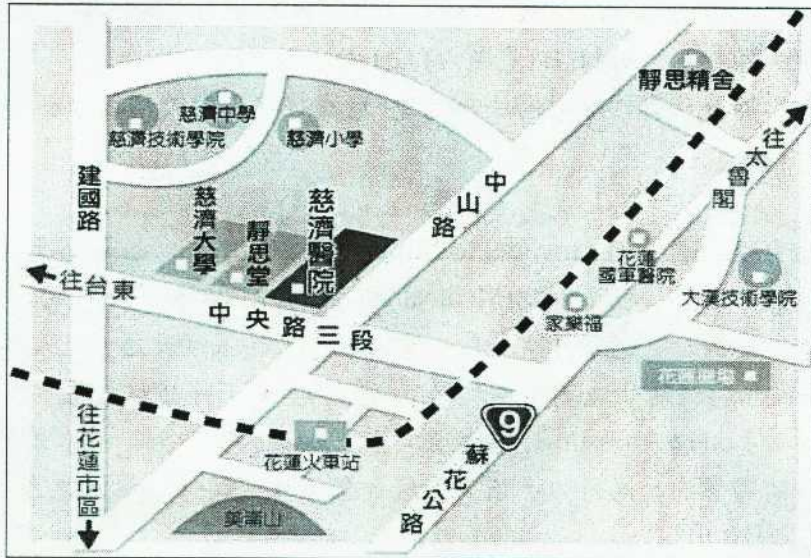 靜思精舍
慈濟中學
慈濟技術學院
慈濟小學
往太魯閣
建國路
中山路
慈濟大學
靜思堂
慈濟醫院
花蓮
國軍醫院
大漢技術學院
往台東
中央路三段
家樂福
9
往花蓮市區
花蓮火車站
蘇花公路
美崙山